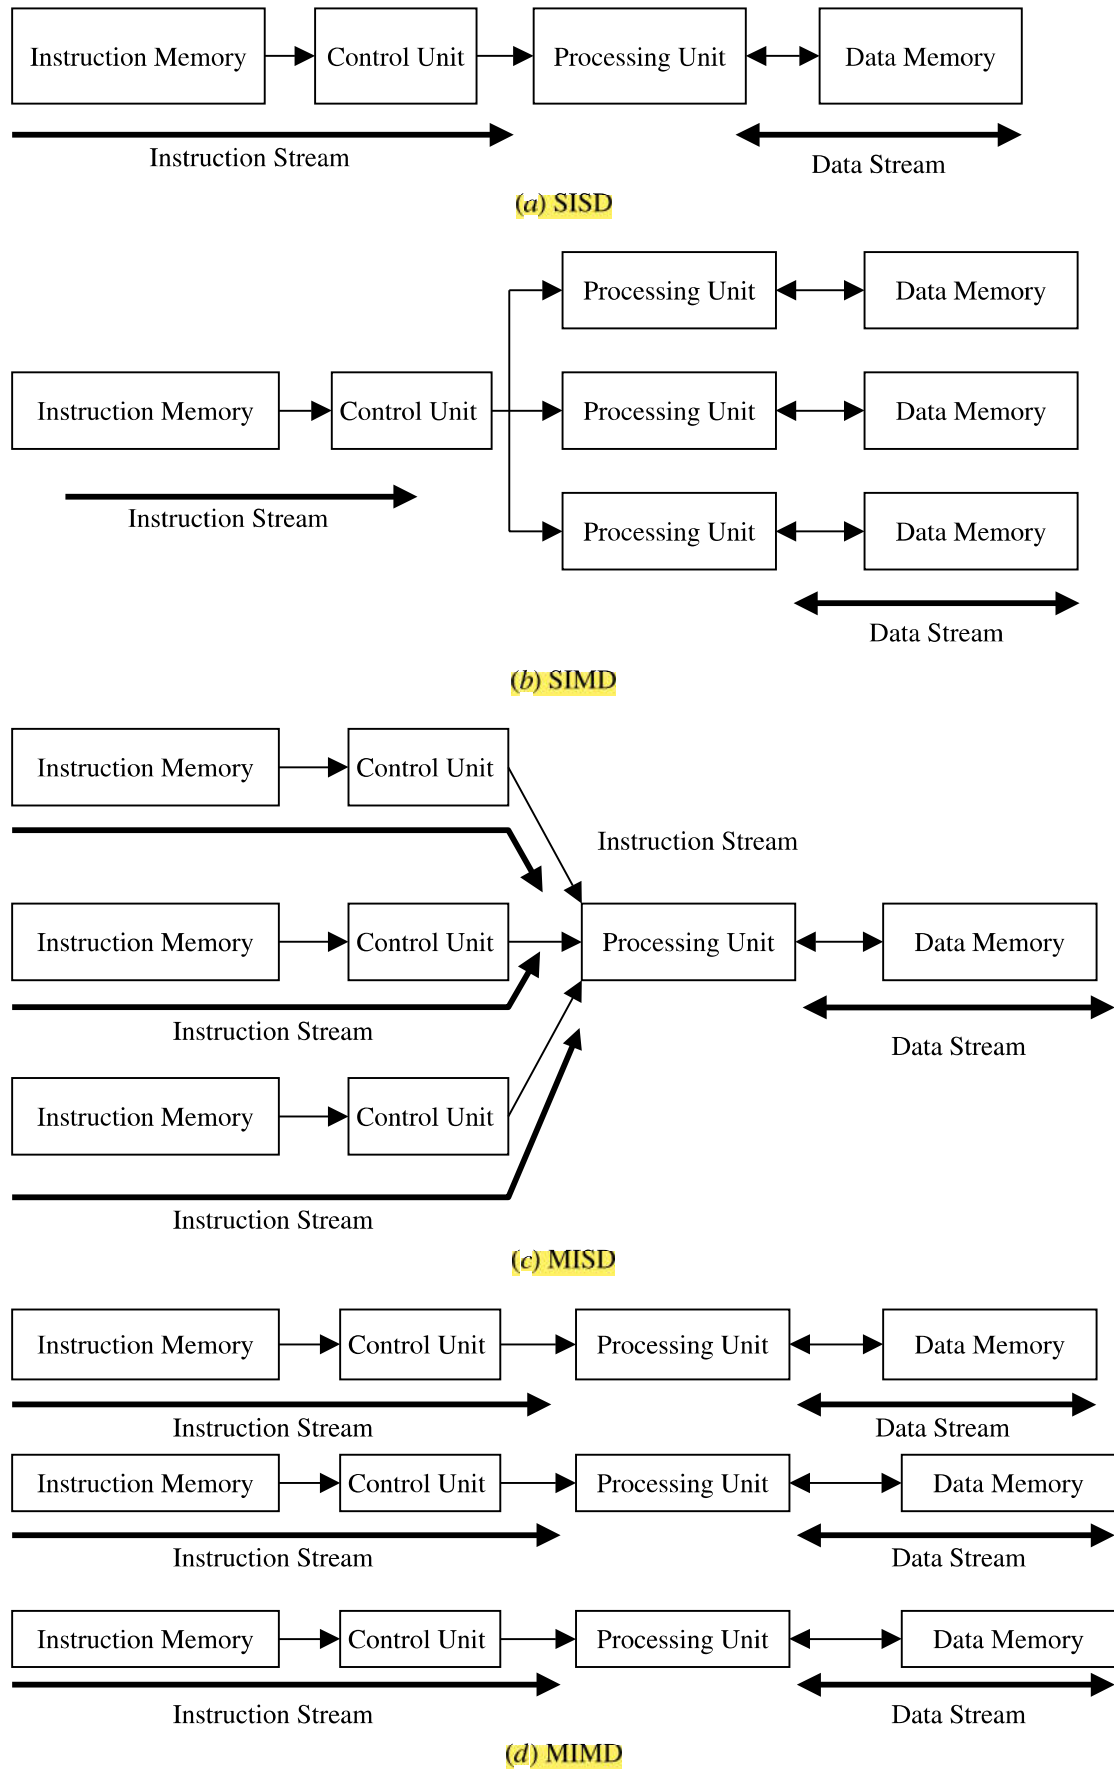 Instruction Memory Control Unit Processing Unit Data Memory
Instruction Stream Data Stream
(a) SISD
Processing Unit Data Memory
Instruction Memory Control Unit Processing Unit Data Memory
Instruction Stream Processing Unit Data Memory
Data Stream
(b) SIMD
Instruction Memory Control Unit
Instruction Stream
Instruction Memory Control Unit Processing Unit Data Memory
Instruction Stream Data Stream
Instruction Memory Control Unit
Instruction Stream
(c) MISD
Instruction Memory Control Unit Processing Unit Data Memory
Instruction Stream Data Stream
Instruction Memory Control Unit Processing Unit Data Memory
Instruction Stream Data Stream
Instruction Memory Control Unit Processing Unit Data Memory
Instruction Stream Data Stream
(d) MIMD